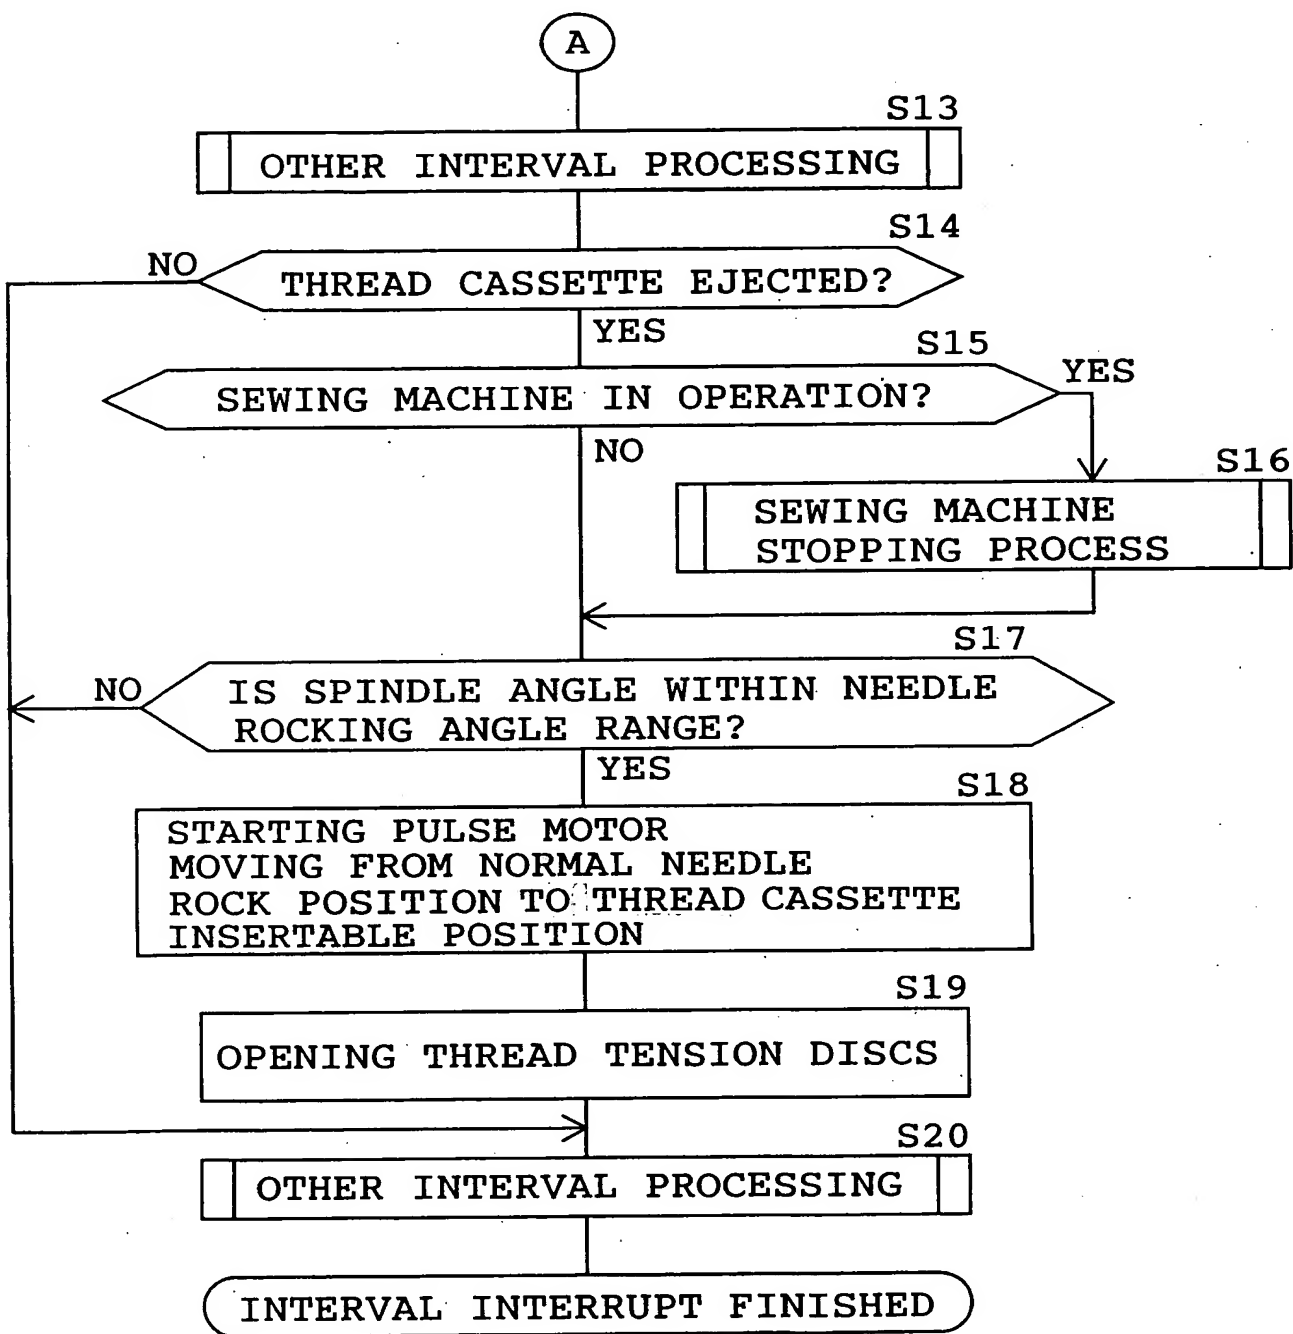 A
S13
OTHER INTERVAL PROCESSING
S14
NO
THREAD CASSETTE EJECTED?
YES
S15
YES
SEWING MACHINE IN OPERATION?
NO
S16
SEWING MACHINE
STOPPING PROCESS
S17
NO
IS SPINDLE ANGLE WITHIN NEEDLE
ROCKING ANGLE RANGE?
YES
S18
STARTING PULSE MOTOR
MOVING FROM NORMAL NEEDLE
ROCK POSITION TO THREAD CASSETTE
INSERTABLE POSITION
S19
OPENING THREAD TENSION DISCS
S20
OTHER INTERVAL PROCESSING
INTERVAL INTERRUPT FINISHED